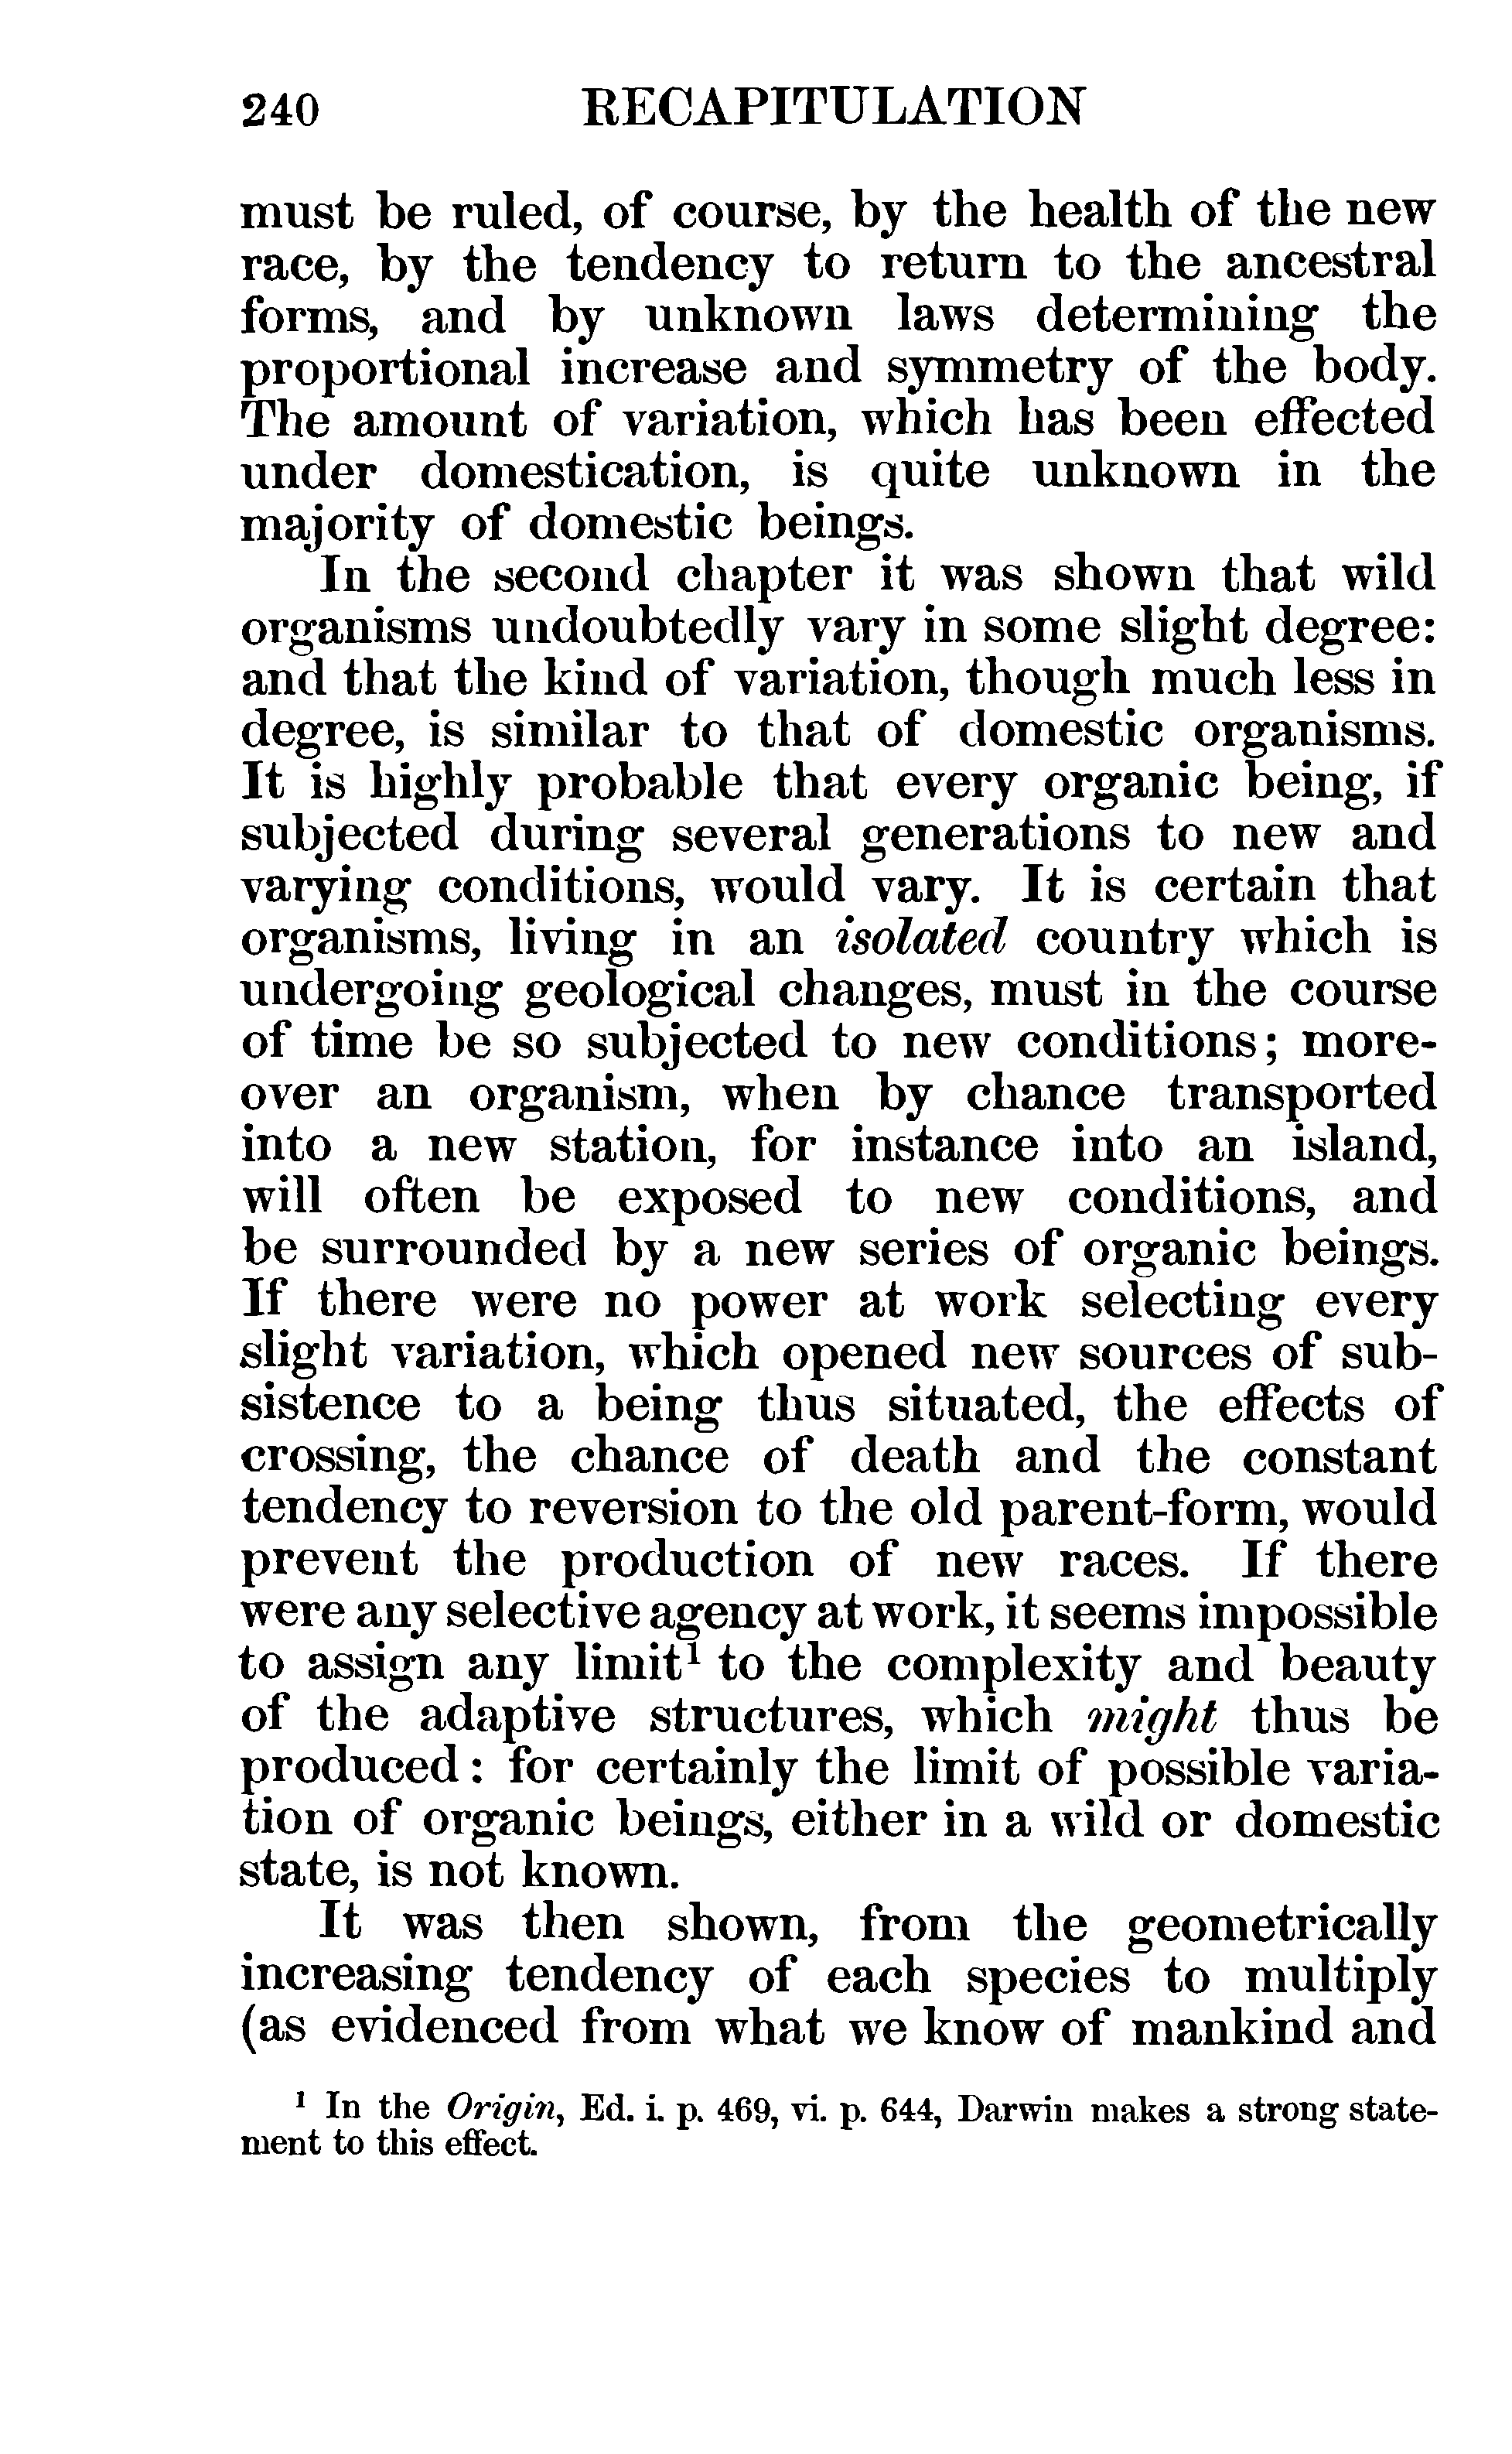 240 RECAPITULATION
must be ruled, of course, by the health of the new
race, by the tendency to return to the ancestral
forms, and by unknown laws determining the
proportional increase and symmetry of the body.
The amount of variation, which has been effected
under domestication, is quite unknown in the
majority of domestic beings.
In the second chapter it was shown that wild
organisms undoubtedly vary in some slight degree:
and that the kind of variation, though much less in
degree, is similar to that of domestic organisms.
It is highly probable that every organic being, if
subjected during several generations to new and
varying conditions, would vary. It is certain that
organisms, living in an isolated country which is
undergoing geological changes, must in the course
of time be so subjected to new conditions; more-
over an organism, when by chance transported
into a new station, for instance into an island,
will often be exposed to new conditions, and
be surrounded by a new series of organic beings.
If there were no power at work selecting every
slight variation, which opened new sources of sub-
sistence to a being thus situated, the effects of
crossing, the chance of death and the constant
tendency to reversion to the old parent-form, would
prevent the production of new races. If there
were any selective agency at work, it seems impossible
to assign any limit¹ to the complexity and beauty
of the adaptive structures, which might thus be
produced: for certainly the limit of possible varia-
tion of organic beings, either in a wild or domestic
state, is not known.
It was then shown, from the geometrically
increasing tendency of each species to multiply
(as evidenced from what we know of mankind and
¹ In the Origin, Ed. i. p. 469, vi. p. 644, Darwin makes a strong state-
ment to this effect.